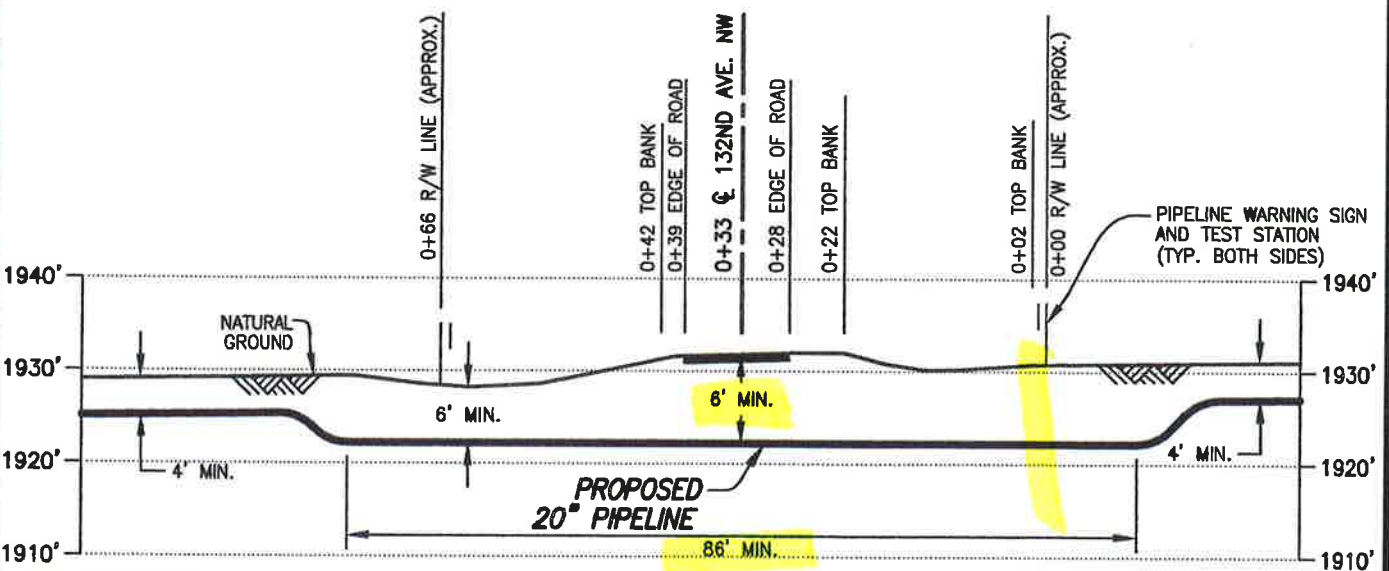 0+66 R/W LINE (APPROX.)
0+42 TOP BANK
0+39 EDGE OF ROAD
0+33 ℄ 132ND AVE. NW
0+28 EDGE OF ROAD
0+22 TOP BANK
0+02 TOP BANK
0+00 R/W LINE (APPROX.)
PIPELINE WARNING SIGN
AND TEST STATION
(TYP. BOTH SIDES)
1940'
1940'
NATURAL
GROUND
1930'
1930'
6' MIN.
6' MIN.
4' MIN.
4' MIN.
1920'
1920'
PROPOSED
20" PIPELINE
86' MIN.
1910'
1910'